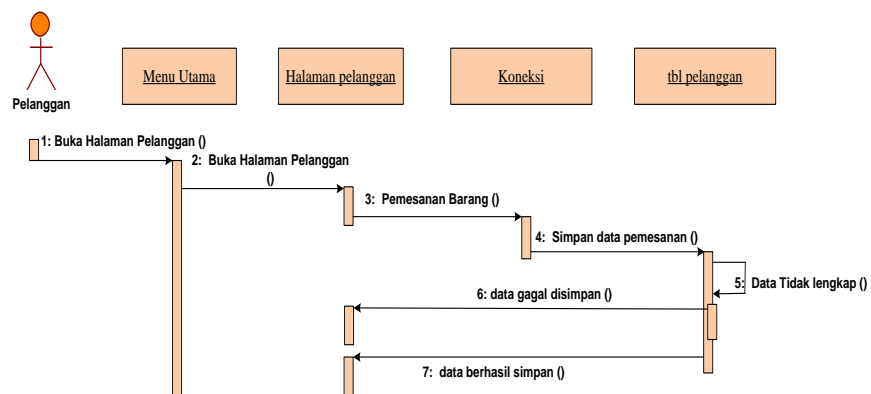 Pelanggan
Menu Utama
Halaman pelanggan
Koneksi
tbl pelanggan
1: Buka Halaman Pelanggan ()
2:  Buka Halaman Pelanggan
()
3:  Pemesanan Barang ()
4:  Simpan data pemesanan ()
5:  Data Tidak lengkap ()
6: data gagal disimpan ()
7:  data berhasil simpan ()